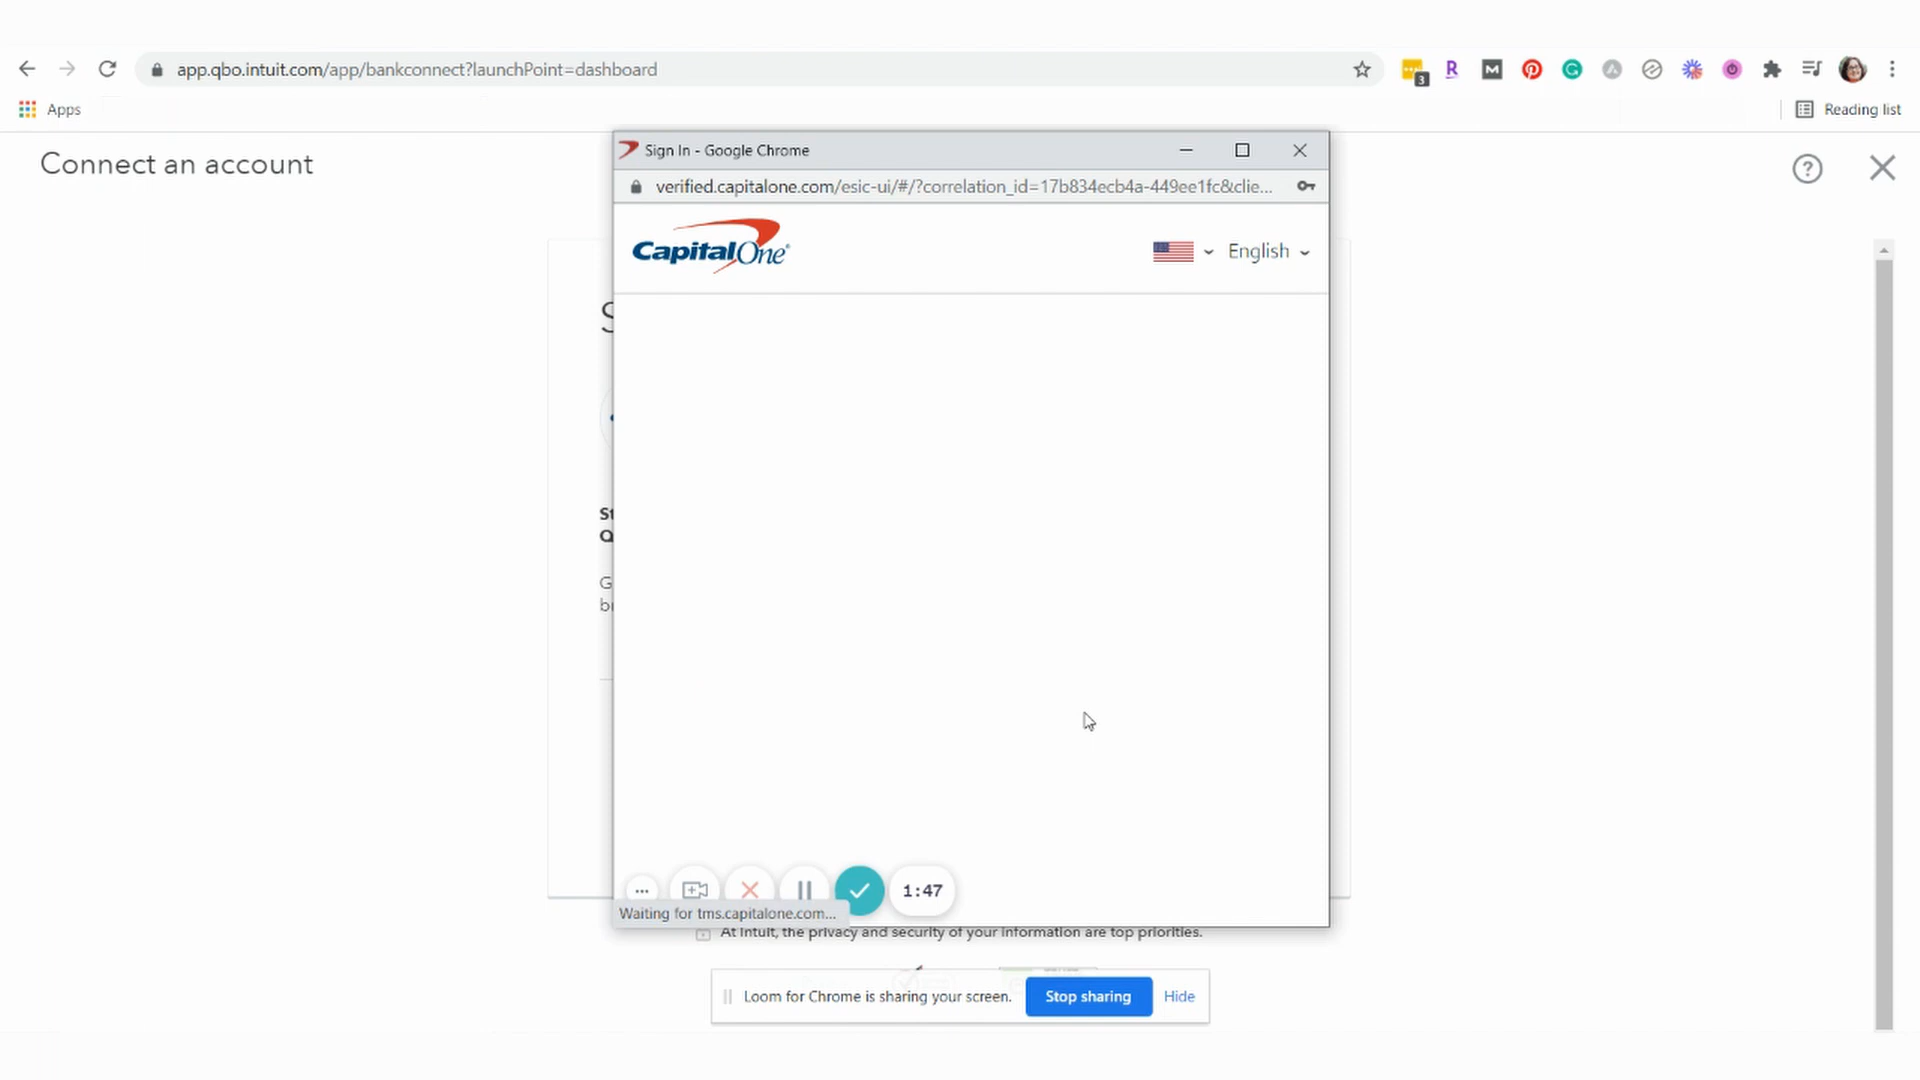 app.qbo.intuit.com/app/bankconnect?launchPoint=dashboard
3
Apps
Reading list
Connect an account
Sign In - Google Chrome
verified.capitalone.com/esic-ui/#/?correlation_id=17b834ecb4a-449ee1fc&clie...
CapitalOne
English
S
St
Q
G
br
1:47
Waiting for tms.capitalone.com...
At Intuit, the privacy and security of your information are top priorities.
Loom for Chrome is sharing your screen.
Stop sharing
Hide